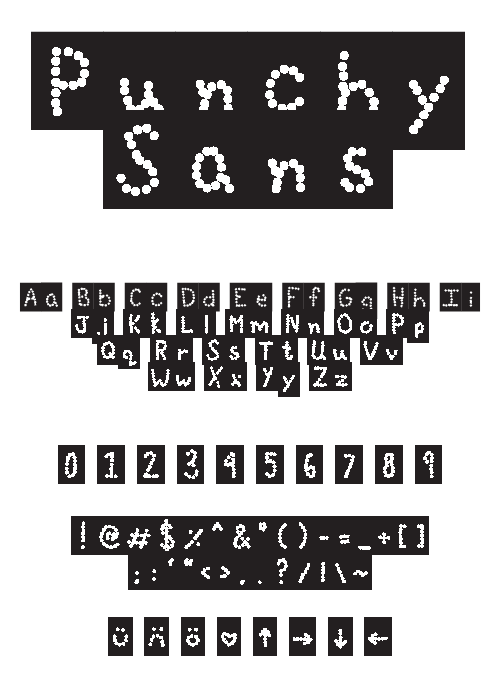 Punchy
Sans
Aa Bb Cc Dd Ee Ff Gg Hh Ii
Jj Kk Ll Mm Nn Oo Pp
Qq Rr Ss Tt Uu Vv
Ww Xx Yy Zz
0 1 2 3 4 5 6 7 8 9
!@#$%^&*()-=_+[]
;:'"<>,.?/|\~
ü ñ ö ♡ ↑ → ↓ ←